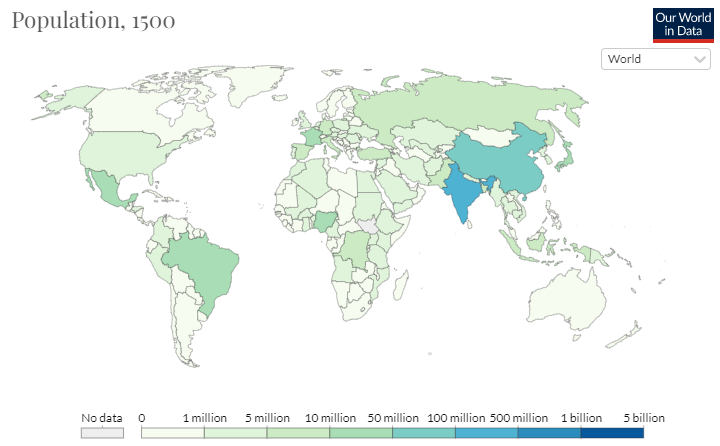 Population, 1500
Our World
in Data
World
No data
0
1 million
5 million
10 million
50 million
100 million
500 million
1 billion
5 billion